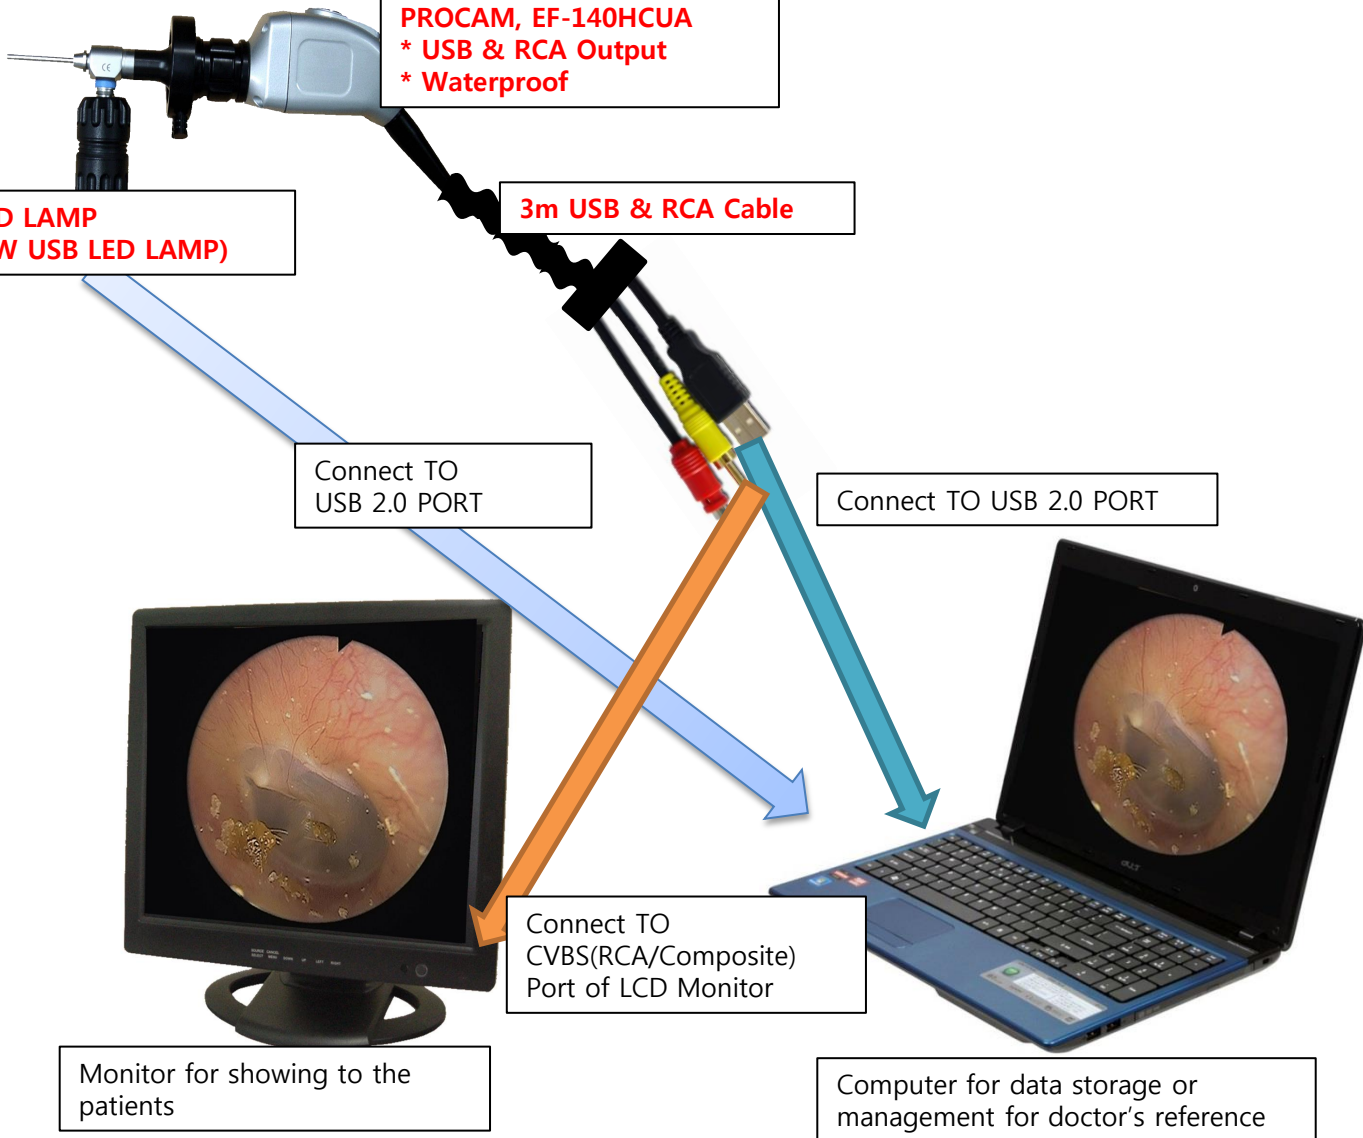 PROCAM, EF-140HCUA
* USB & RCA Output
* Waterproof
3m USB & RCA Cable
D LAMP
W USB LED LAMP)
Connect TO
USB 2.0 PORT
Connect TO USB 2.0 PORT
Connect TO
CVBS(RCA/Composite)
Port of LCD Monitor
Monitor for showing to the
patients
Computer for data storage or
management for doctor's reference